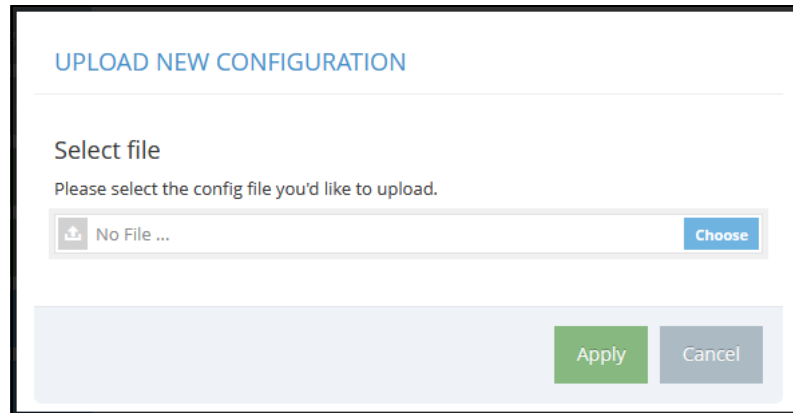 UPLOAD NEW CONFIGURATION
Select file
Please select the config file you'd like to upload.
No File ... Choose
Apply Cancel